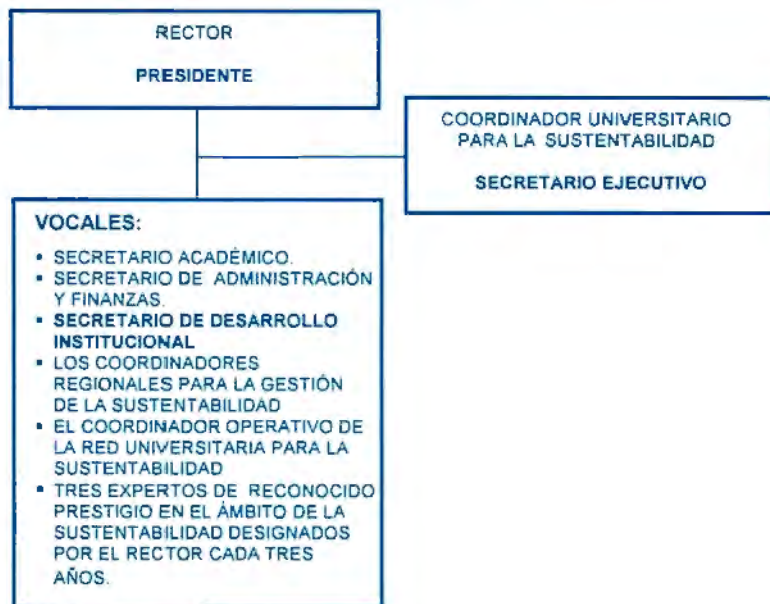 RECTOR
PRESIDENTE
COORDINADOR UNIVERSITARIO
PARA LA SUSTENTABILIDAD
SECRETARIO EJECUTIVO
VOCALES:
▪ SECRETARIO ACADÉMICO.
▪ SECRETARIO DE ADMINISTRACIÓN
Y FINANZAS.
▪ SECRETARIO DE DESARROLLO
INSTITUCIONAL
▪ LOS COORDINADORES
REGIONALES PARA LA GESTIÓN
DE LA SUSTENTABILIDAD
▪ EL COORDINADOR OPERATIVO DE
LA RED UNIVERSITARIA PARA LA
SUSTENTABILIDAD
▪ TRES EXPERTOS DE RECONOCIDO
PRESTIGIO EN EL ÁMBITO DE LA
SUSTENTABILIDAD DESIGNADOS
POR EL RECTOR CADA TRES
AÑOS.